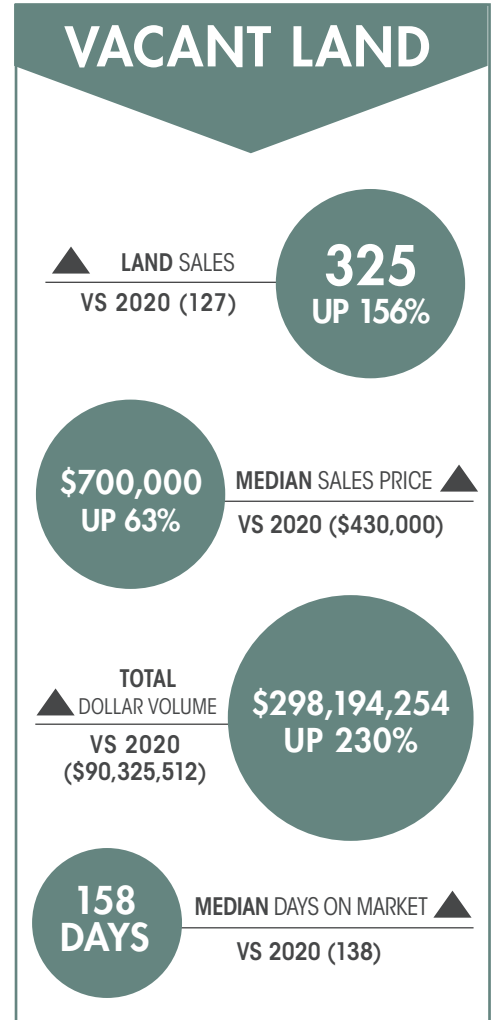 VACANT LAND
LAND SALES
VS 2020 (127)
325
UP 156%
$700,000
UP 63%
MEDIAN SALES PRICE
VS 2020 ($430,000)
TOTAL
DOLLAR VOLUME
VS 2020
($90,325,512)
$298,194,254
UP 230%
158
DAYS
MEDIAN DAYS ON MARKET
VS 2020 (138)